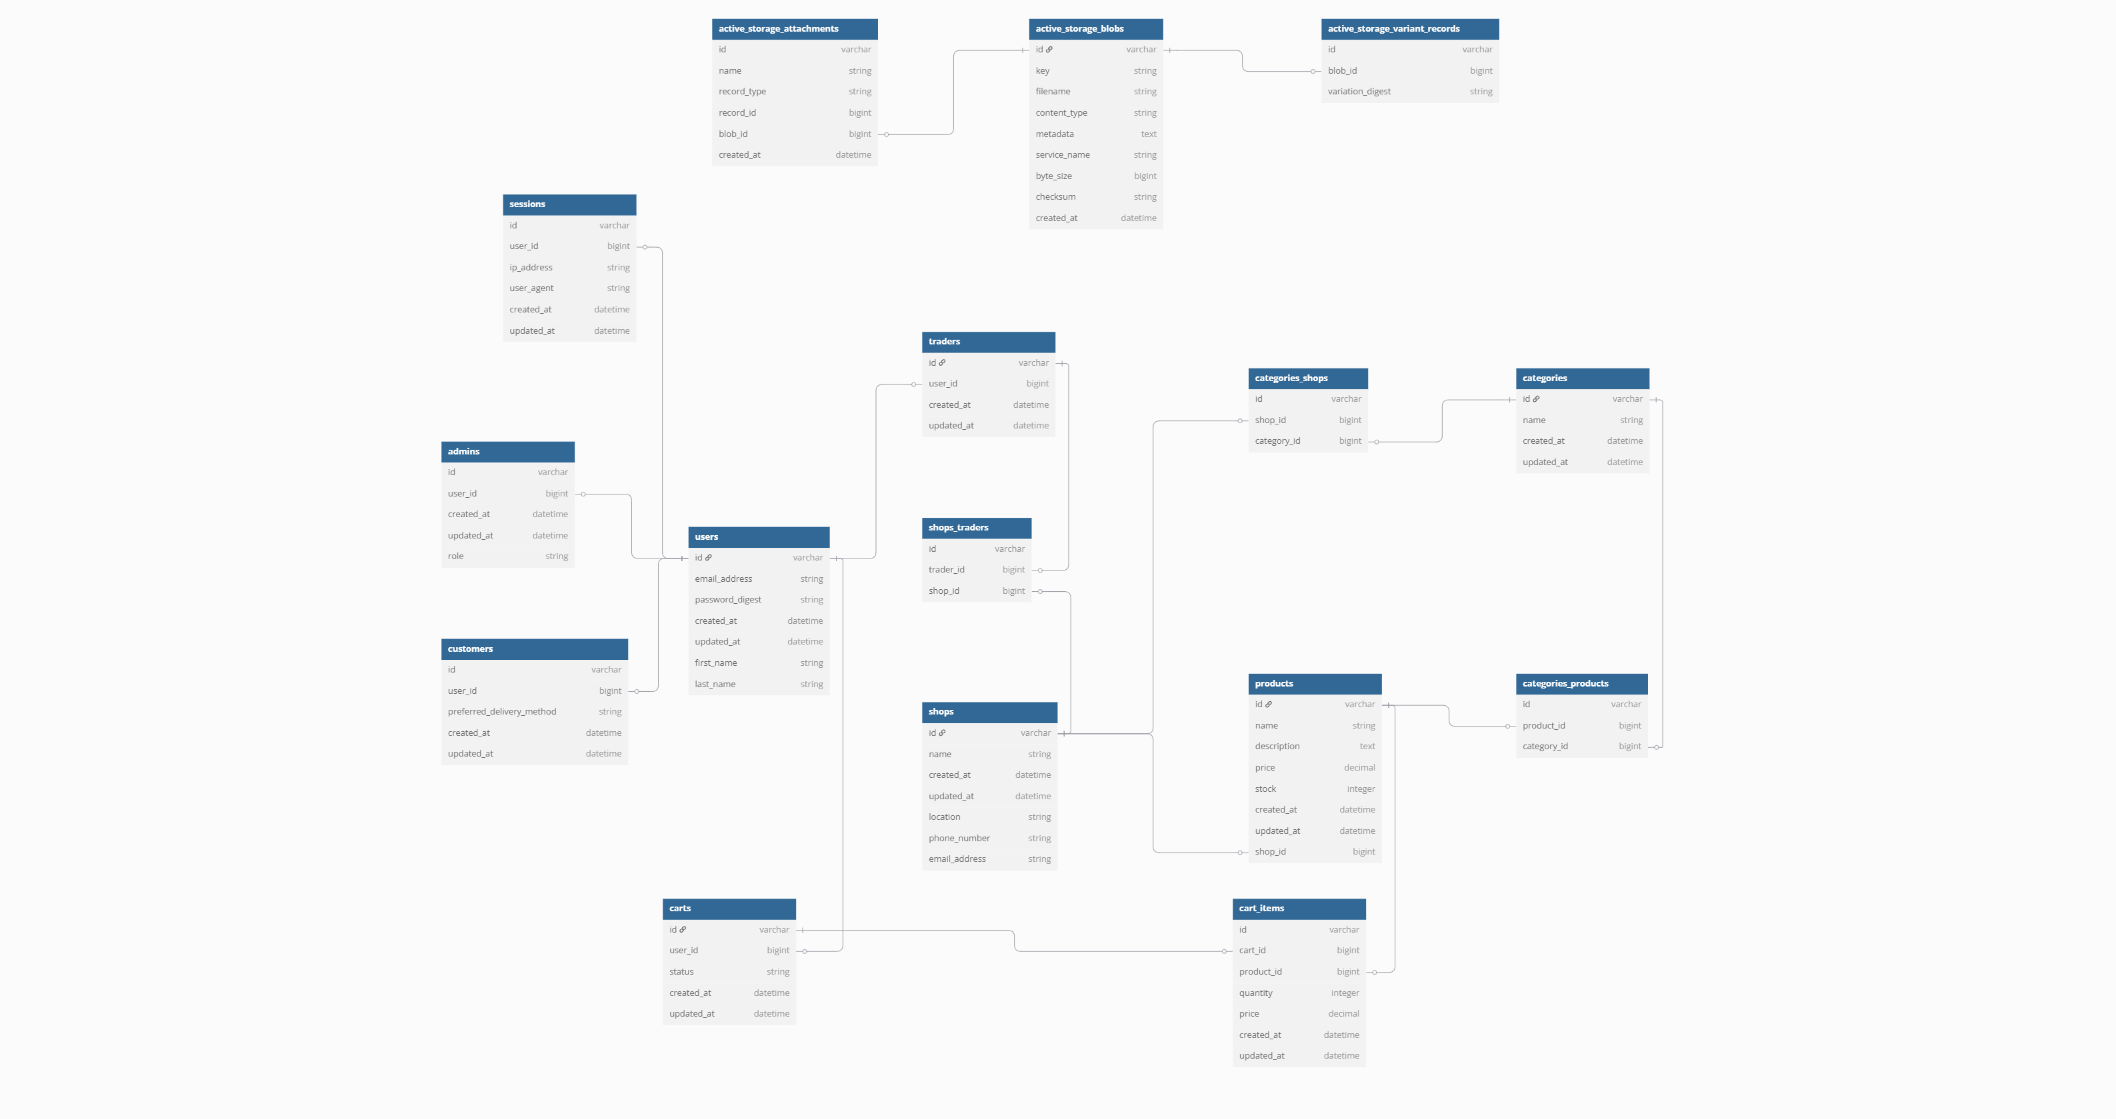 active_storage_attachments
id varchar
name string
record_type string
record_id bigint
blob_id bigint
created_at datetime
active_storage_blobs
id varchar
key string
filename string
content_type string
metadata text
service_name string
byte_size bigint
checksum string
created_at datetime
active_storage_variant_records
id varchar
blob_id bigint
variation_digest string
sessions
id varchar
user_id bigint
ip_address string
user_agent string
created_at datetime
updated_at datetime
traders
id varchar
user_id bigint
created_at datetime
updated_at datetime
categories_shops
id varchar
shop_id bigint
category_id bigint
categories
id varchar
name string
created_at datetime
updated_at datetime
admins
id varchar
user_id bigint
created_at datetime
updated_at datetime
role string
users
id varchar
email_address string
password_digest string
created_at datetime
updated_at datetime
first_name string
last_name string
shops_traders
id varchar
trader_id bigint
shop_id bigint
customers
id varchar
user_id bigint
preferred_delivery_method string
created_at datetime
updated_at datetime
shops
id varchar
name string
created_at datetime
updated_at datetime
location string
phone_number string
email_address string
products
id varchar
name string
description text
price decimal
stock integer
created_at datetime
updated_at datetime
shop_id bigint
categories_products
id varchar
product_id bigint
category_id bigint
carts
id varchar
user_id bigint
status string
created_at datetime
updated_at datetime
cart_items
id varchar
cart_id bigint
product_id bigint
quantity integer
price decimal
created_at datetime
updated_at datetime